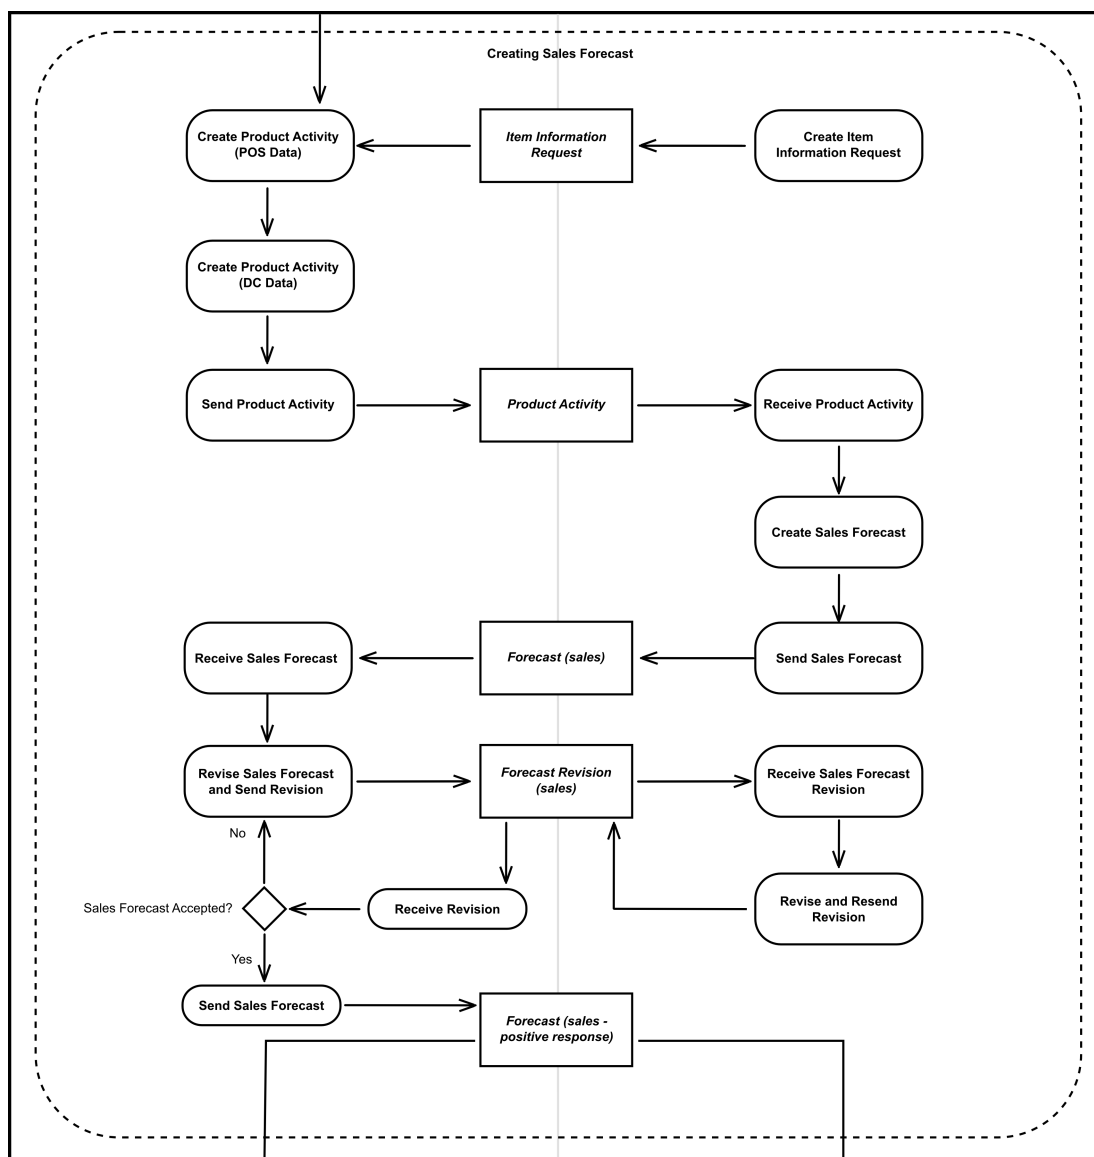 Creating Sales Forecast
Create Product Activity
(POS Data)
Item Information
Request
Create Item
Information Request
Create Product Activity
(DC Data)
Send Product Activity
Product Activity
Receive Product Activity
Create Sales Forecast
Receive Sales Forecast
Forecast (sales)
Send Sales Forecast
Revise Sales Forecast
and Send Revision
Forecast Revision
(sales)
Receive Sales Forecast
Revision
No
Sales Forecast Accepted?
Receive Revision
Revise and Resend
Revision
Yes
Send Sales Forecast
Forecast (sales -
positive response)